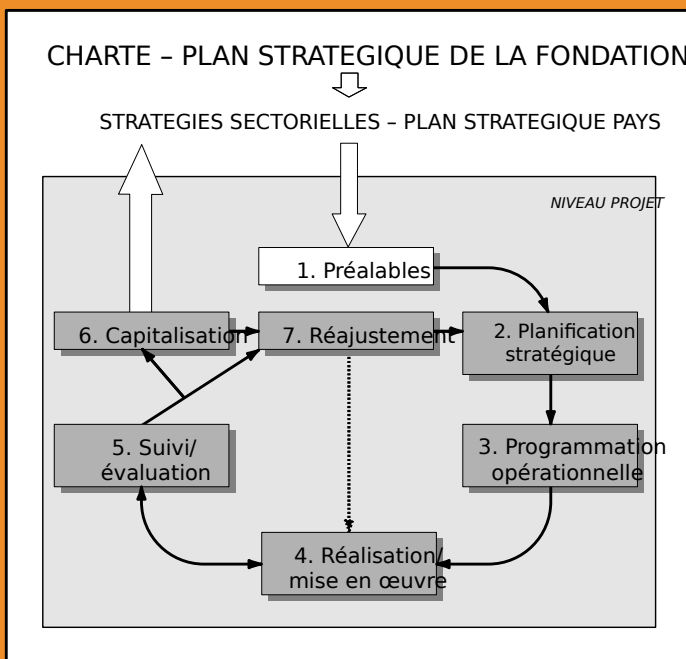 CHARTE – PLAN STRATEGIQUE DE LA FONDATION
STRATEGIES SECTORIELLES – PLAN STRATEGIQUE PAYS
NIVEAU PROJET
1. Préalables
6. Capitalisation
7. Réajustement
2. Planification
stratégique
5. Suivi/
évaluation
3. Programmation
opérationnelle
4. Réalisation/
mise en œuvre